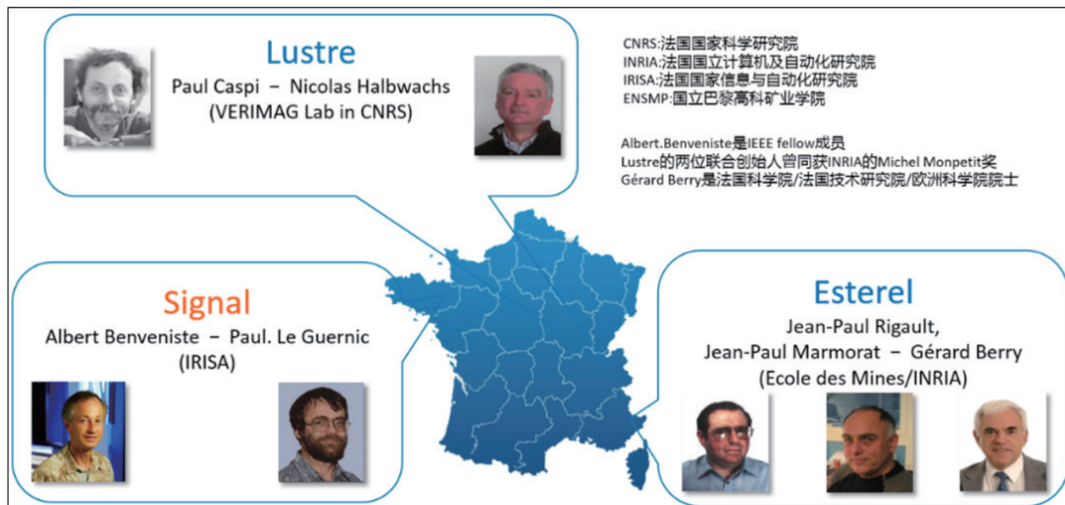 Lustre
Paul Caspi – Nicolas Halbwachs
(VERIMAG Lab in CNRS)
CNRS:法国国家科学研究院
INRIA:法国国立计算机及自动化研究院
IRISA:法国国家信息与自动化研究院
ENSMP:国立巴黎高科矿业学院
Albert.Benveniste是IEEE fellow成员
Lustre的两位联合创始人曾同获INRIA的Michel Monpetit奖
Gérard Berry是法国科学院/法国技术研究院/欧洲科学院院士
Signal
Albert Benveniste – Paul. Le Guernic
(IRISA)
Esterel
Jean-Paul Rigault,
Jean-Paul Marmorat – Gérard Berry
(Ecole des Mines/INRIA)